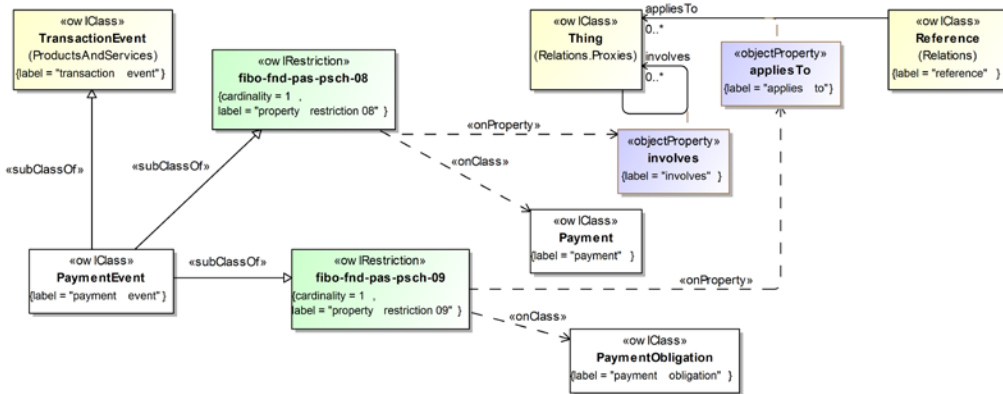 «owlClass»
TransactionEvent
(ProductsAndServices)
{label = "transaction event" }
«owlRestriction»
fibo-fnd-pas-psch-08
{cardinality = 1 ,
label = "property restriction 08" }
«owlClass»
Thing
(Relations.Proxies)
appliesTo
0..*
involves
0..*
«objectProperty»
appliesTo
{label = "applies to"}
«owlClass»
Reference
(Relations)
{label = "reference" }
«subClassOf»
«subClassOf»
«onProperty»
«onClass»
«objectProperty»
involves
{label = "involves" }
«owlClass»
Payment
{label = "payment" }
«owlClass»
PaymentEvent
{label = "payment event" }
«subClassOf»
«owlRestriction»
fibo-fnd-pas-psch-09
{cardinality = 1 ,
label = "property restriction 09" }
«onProperty»
«onClass»
«owlClass»
PaymentObligation
{label = "payment obligation" }